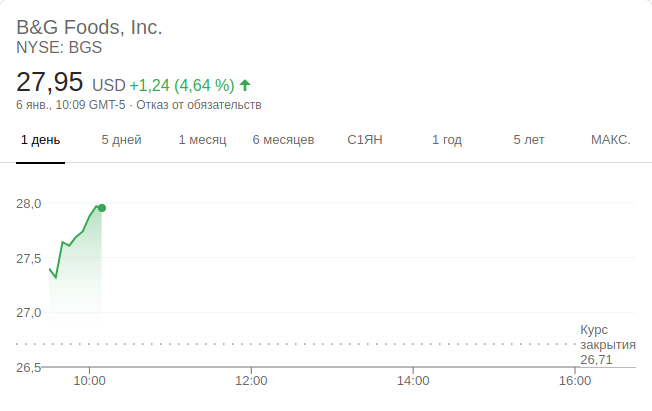 B&G Foods, Inc.
NYSE: BGS
27,95 USD +1,24 (4,64 %)
6 янв., 10:09 GMT-5 · Отказ от обязательств
1 день 5 дней 1 месяц 6 месяцев С1ЯН 1 год 5 лет МАКС.
28,0
27,5
27,0
Курс
закрытия
26,71
26,5
10:00 12:00 14:00 16:00